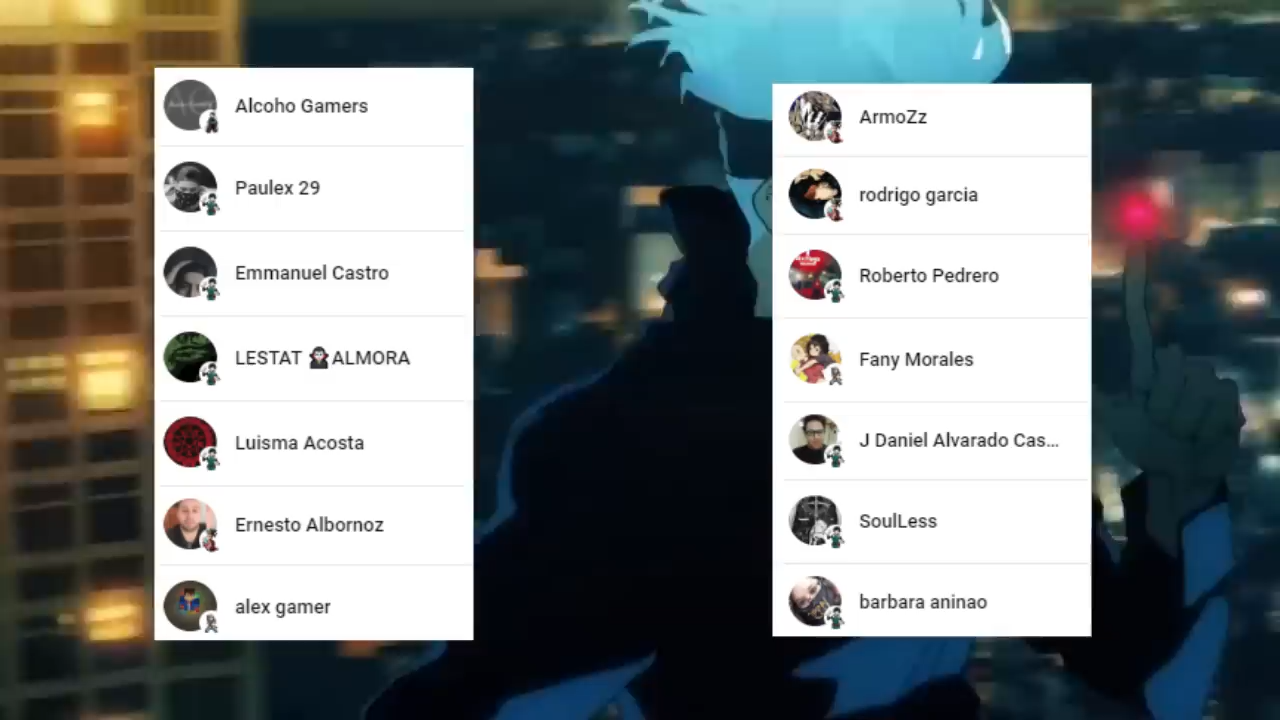 Alcoho Gamers
Paulex 29
Emmanuel Castro
LESTAT 🧛🏻ALMORA
Luisma Acosta
Ernesto Albornoz
alex gamer
ArmoZz
rodrigo garcia
Roberto Pedrero
Fany Morales
J Daniel Alvarado Cas...
SoulLess
barbara aninao